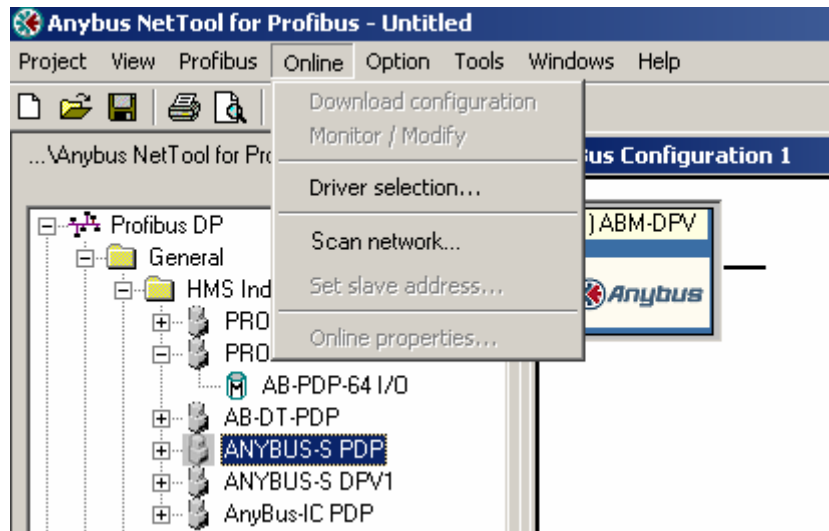 Anybus NetTool for Profibus - Untitled
Project View Profibus Online Option Tools Windows Help
Download configuration
Monitor / Modify
...\Anybus NetTool for Pro
us Configuration 1
Driver selection...
Profibus DP
) ABM-DPV
General
Scan network...
HMS Ind
Set slave address...
Anybus
PRO
Online properties...
PRO
AB-PDP-64 I/O
AB-DT-PDP
ANYBUS-S PDP
ANYBUS-S DPV1
AnyBus-IC PDP